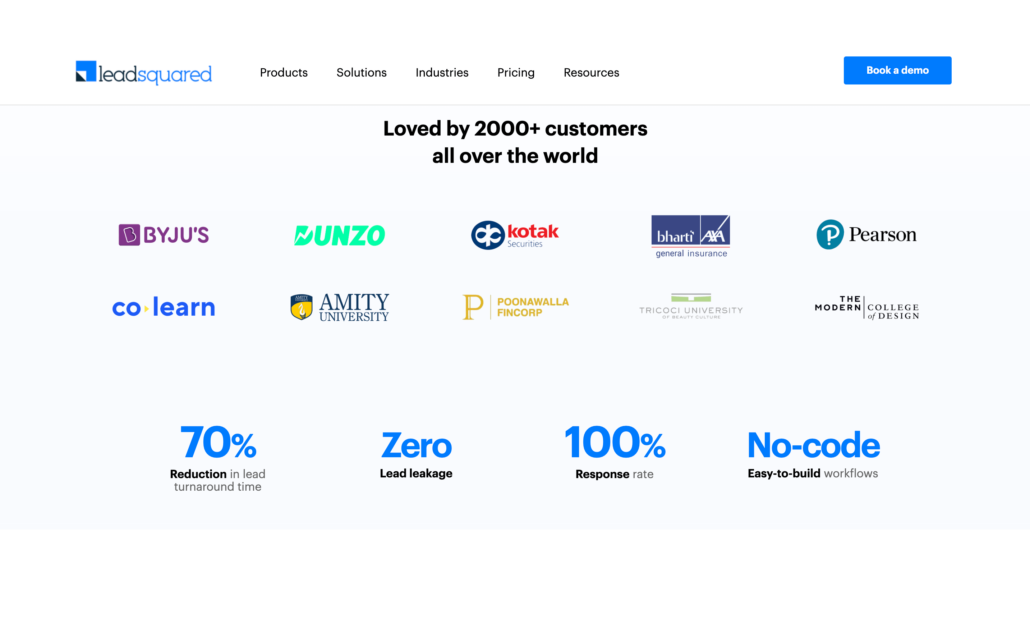 leadsquared
Products
Solutions
Industries
Pricing
Resources
Book a demo
Loved by 2000+ customers
all over the world
BYJU'S
DUNZO
kotak
Securities
bharti AXA
general insurance
Pearson
co learn
AMITY
AMITY
UNIVERSITY
POONAWALLA
FINCORP
TRICOCI UNIVERSITY
OF BEAUTY CULTURE
THE
MODERN
COLLEGE
of DESIGN
70%
Reduction in lead
turnaround time
Zero
Lead leakage
100%
Response rate
No-code
Easy-to-build workflows